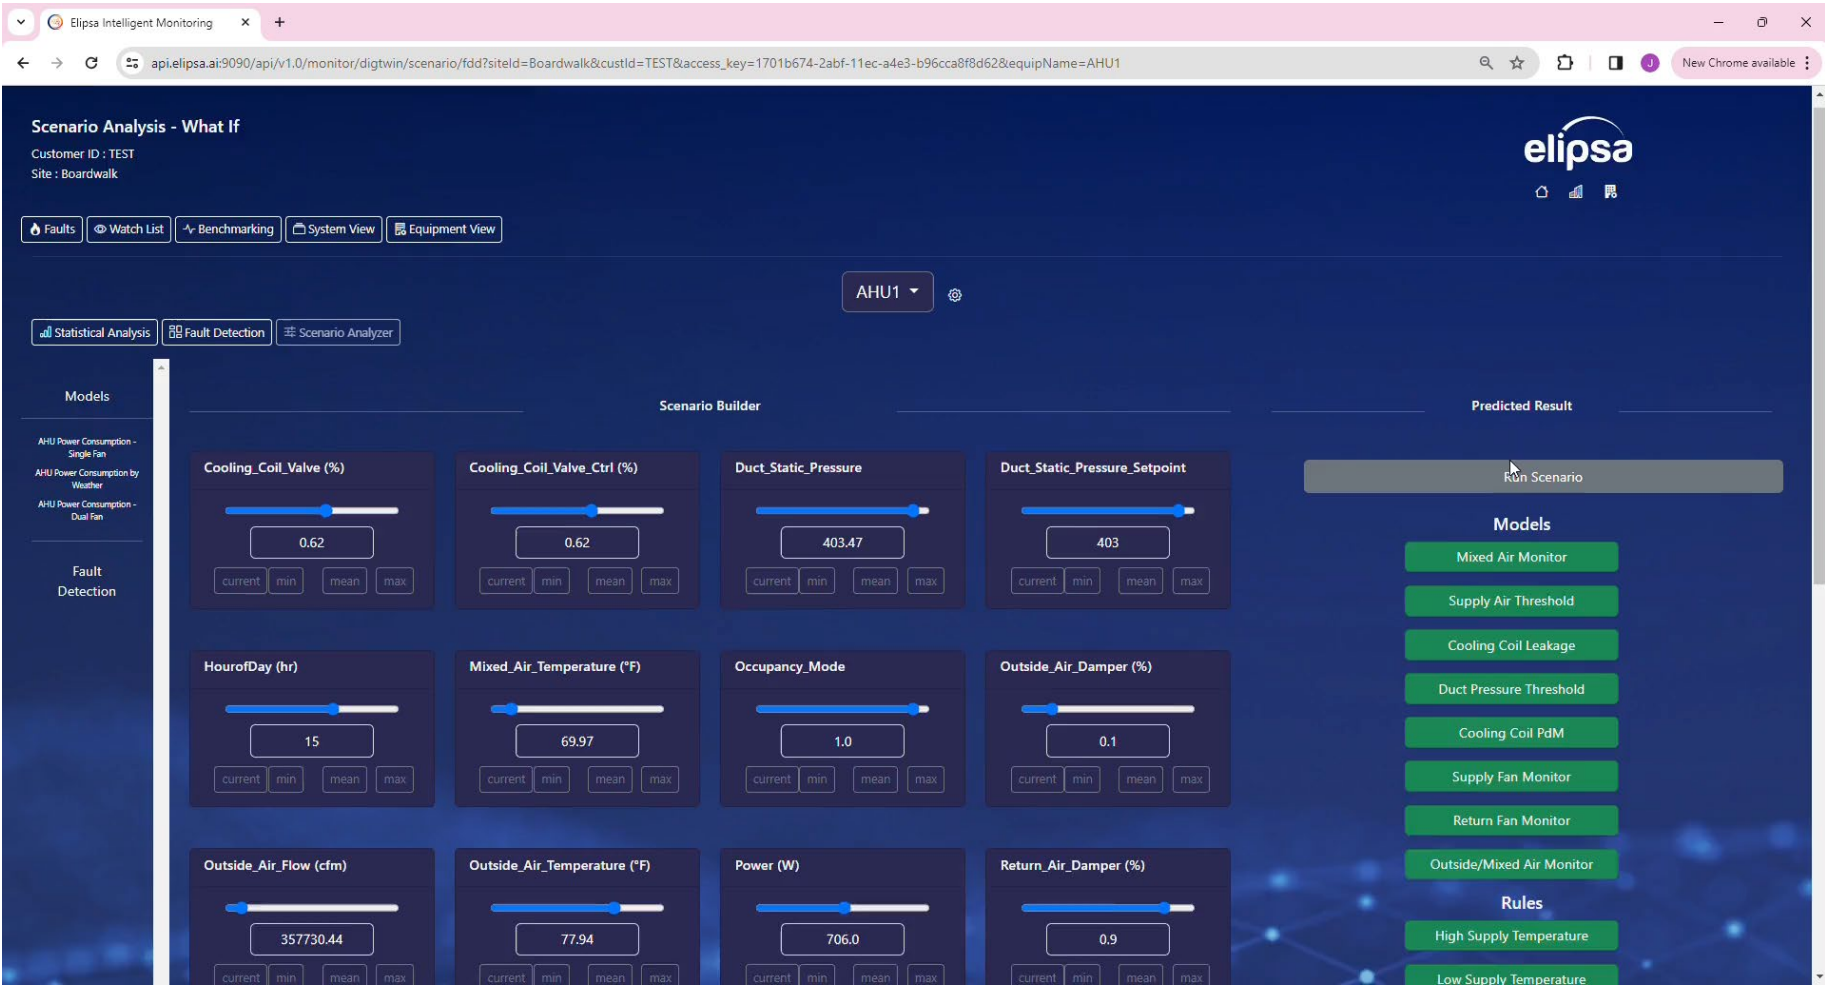 Elipsa Intelligent Monitoring
api.elipsa.ai:9090/api/v1.0/monitor/digtwin/scenario/fdd?siteId=Boardwalk&custId=TEST&access_key=1701b674-2abf-11ec-a4e3-b96cca8f8d62&equipName=AHU1
J
New Chrome available
Scenario Analysis - What If
Customer ID : TEST
Site : Boardwalk
elipsa
Faults Watch List Benchmarking System View Equipment View
AHU1
Statistical Analysis Fault Detection Scenario Analyzer
Models
AHU Power Consumption -
Single Fan
AHU Power Consumption by
Weather
AHU Power Consumption -
Dual Fan
Fault
Detection
Scenario Builder
Cooling_Coil_Valve (%) Cooling_Coil_Valve_Ctrl (%) Duct_Static_Pressure Duct_Static_Pressure_Setpoint
0.62 0.62 403.47 403
current min mean max current min mean max current min mean max current min mean max
HourofDay (hr) Mixed_Air_Temperature (°F) Occupancy_Mode Outside_Air_Damper (%)
15 69.97 1.0 0.1
current min mean max current min mean max current min mean max current min mean max
Outside_Air_Flow (cfm) Outside_Air_Temperature (°F) Power (W) Return_Air_Damper (%)
357730.44 77.94 706.0 0.9
current min mean max current min mean max current min mean max current min mean max
Predicted Result
Run Scenario
Models
Mixed Air Monitor
Supply Air Threshold
Cooling Coil Leakage
Duct Pressure Threshold
Cooling Coil PdM
Supply Fan Monitor
Return Fan Monitor
Outside/Mixed Air Monitor
Rules
High Supply Temperature
Low Supply Temperature